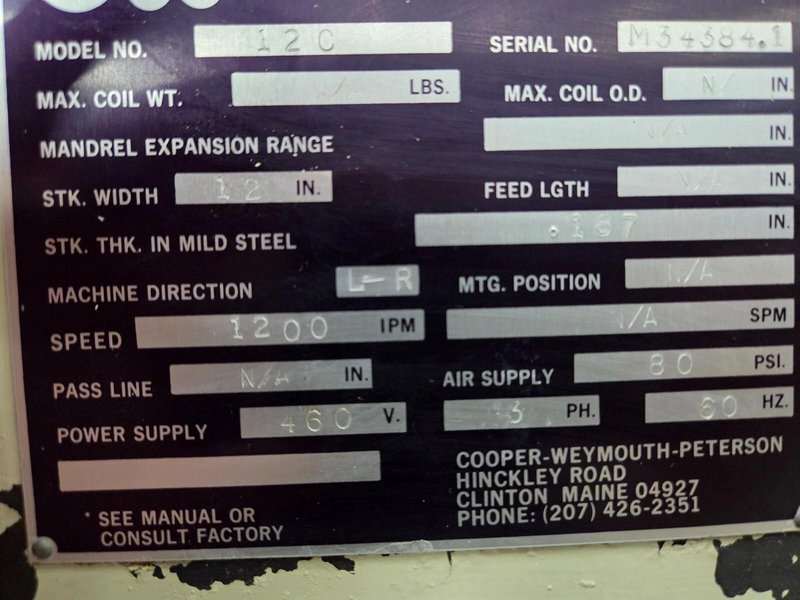 MODEL NO. 12C SERIAL NO. M34384.1
MAX. COIL WT. LBS. MAX. COIL O.D. N/ IN.
MANDREL EXPANSION RANGE N/A IN.
STK. WIDTH 12 IN. FEED LGTH N/A IN.
STK. THK. IN MILD STEEL .187 IN.
MACHINE DIRECTION L-R MTG. POSITION N/A
SPEED 1200 IPM N/A SPM
PASS LINE N/A IN. AIR SUPPLY 80 PSI.
POWER SUPPLY 460 V. 3 PH. 60 HZ.
COOPER-WEYMOUTH-PETERSON
HINCKLEY ROAD
CLINTON MAINE 04927
PHONE: (207) 426-2351
* SEE MANUAL OR
CONSULT FACTORY